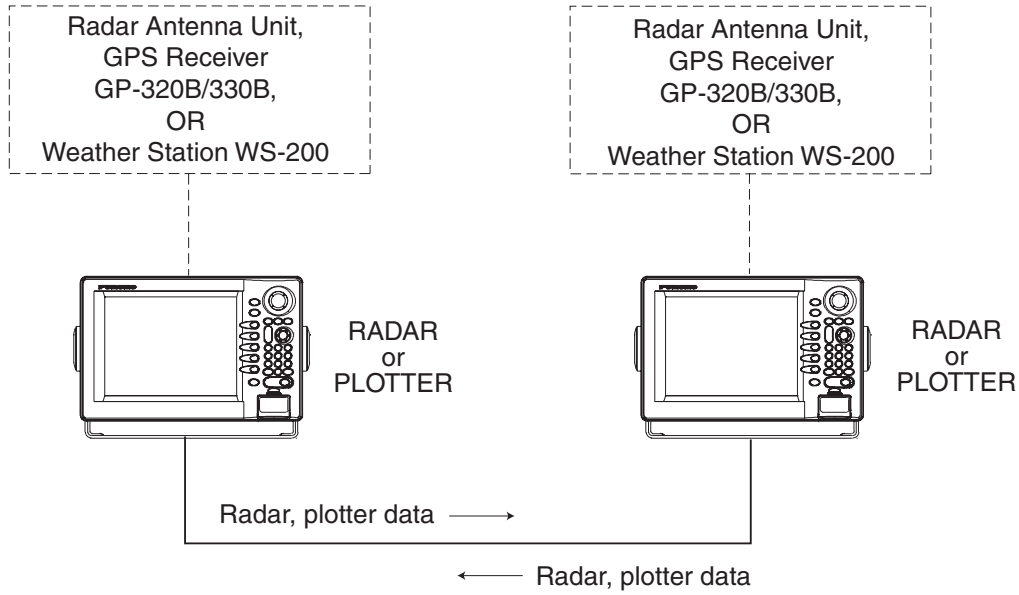 Radar Antenna Unit,
GPS Receiver
GP-320B/330B,
OR
Weather Station WS-200
Radar Antenna Unit,
GPS Receiver
GP-320B/330B,
OR
Weather Station WS-200
RADAR
or
PLOTTER
RADAR
or
PLOTTER
Radar, plotter data
Radar, plotter data